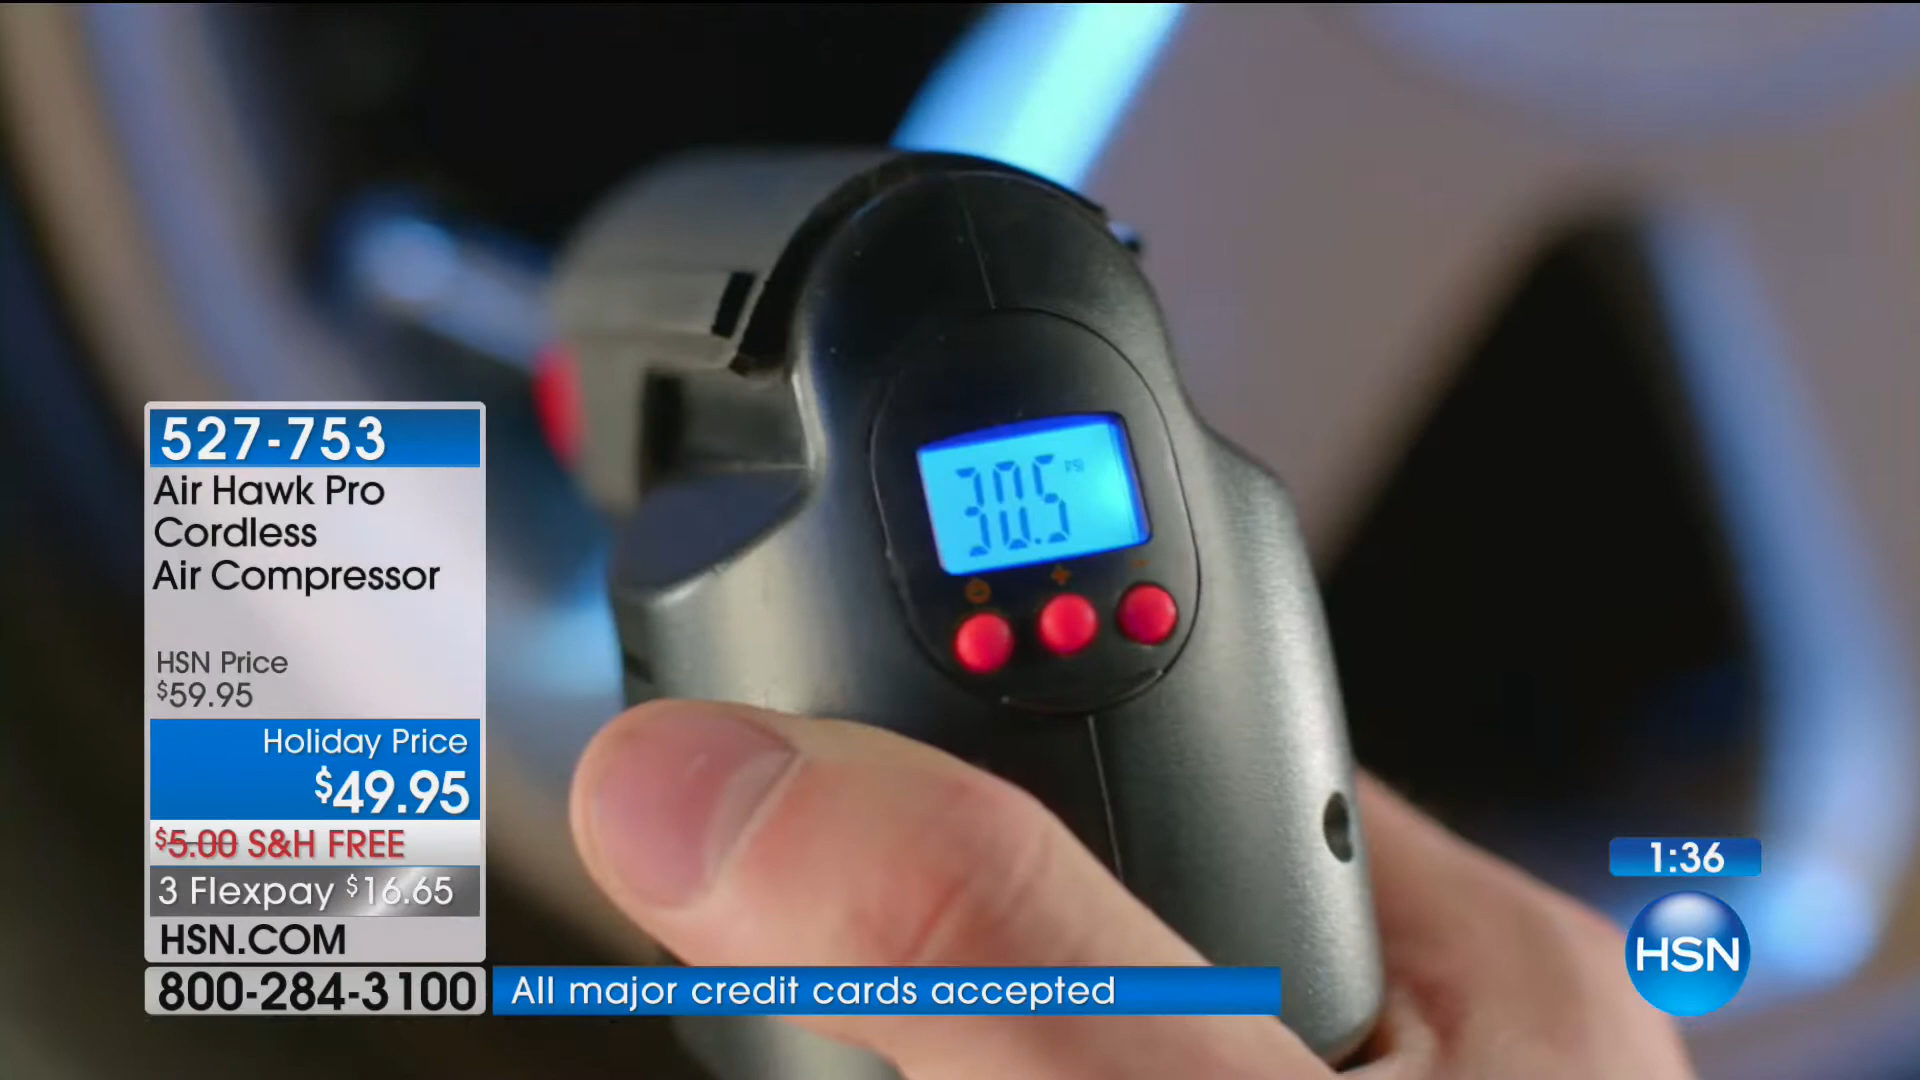 527-753
Air Hawk Pro
Cordless
Air Compressor
HSN Price
$59.95
Holiday Price
$49.95
$5.00 S&H FREE
3 Flexpay $16.65
HSN.COM
800-284-3100
All major credit cards accepted
30.5 PSI
1:36
HSN